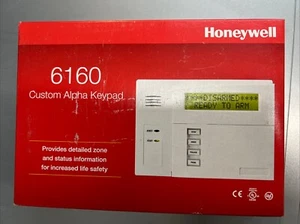 Honeywell
6160
Custom Alpha Keypad
****DISARMED****
READY TO ARM
Provides detailed zone
and status information
for increased life safety